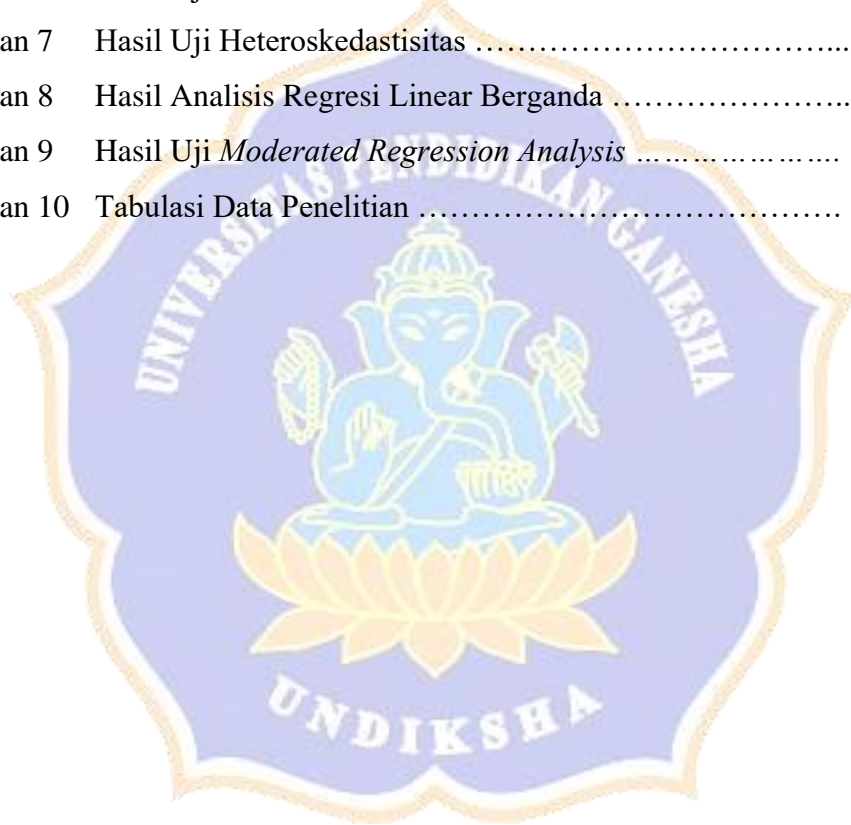 an 7 Hasil Uji Heteroskedastisitas ……………………………...
an 8 Hasil Analisis Regresi Linear Berganda …………………...
an 9 Hasil Uji Moderated Regression Analysis ………………….
an 10 Tabulasi Data Penelitian …………………………………….
UNIVERSITAS PENDIDIKAN GANESHA
UNDIKSHA